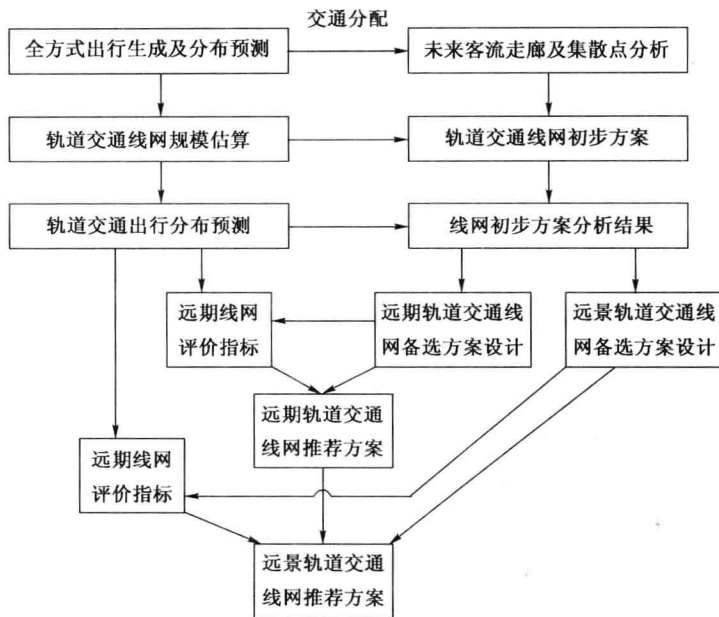 交通分配
全方式出行生成及分布预测
未来客流走廊及集散点分析
轨道交通线网规模估算
轨道交通线网初步方案
轨道交通出行分布预测
线网初步方案分析结果
远期线网
评价指标
远期轨道交通线
网备选方案设计
远景轨道交通线
网备选方案设计
远期轨道交通
线网推荐方案
远期线网
评价指标
远景轨道交通
线网推荐方案